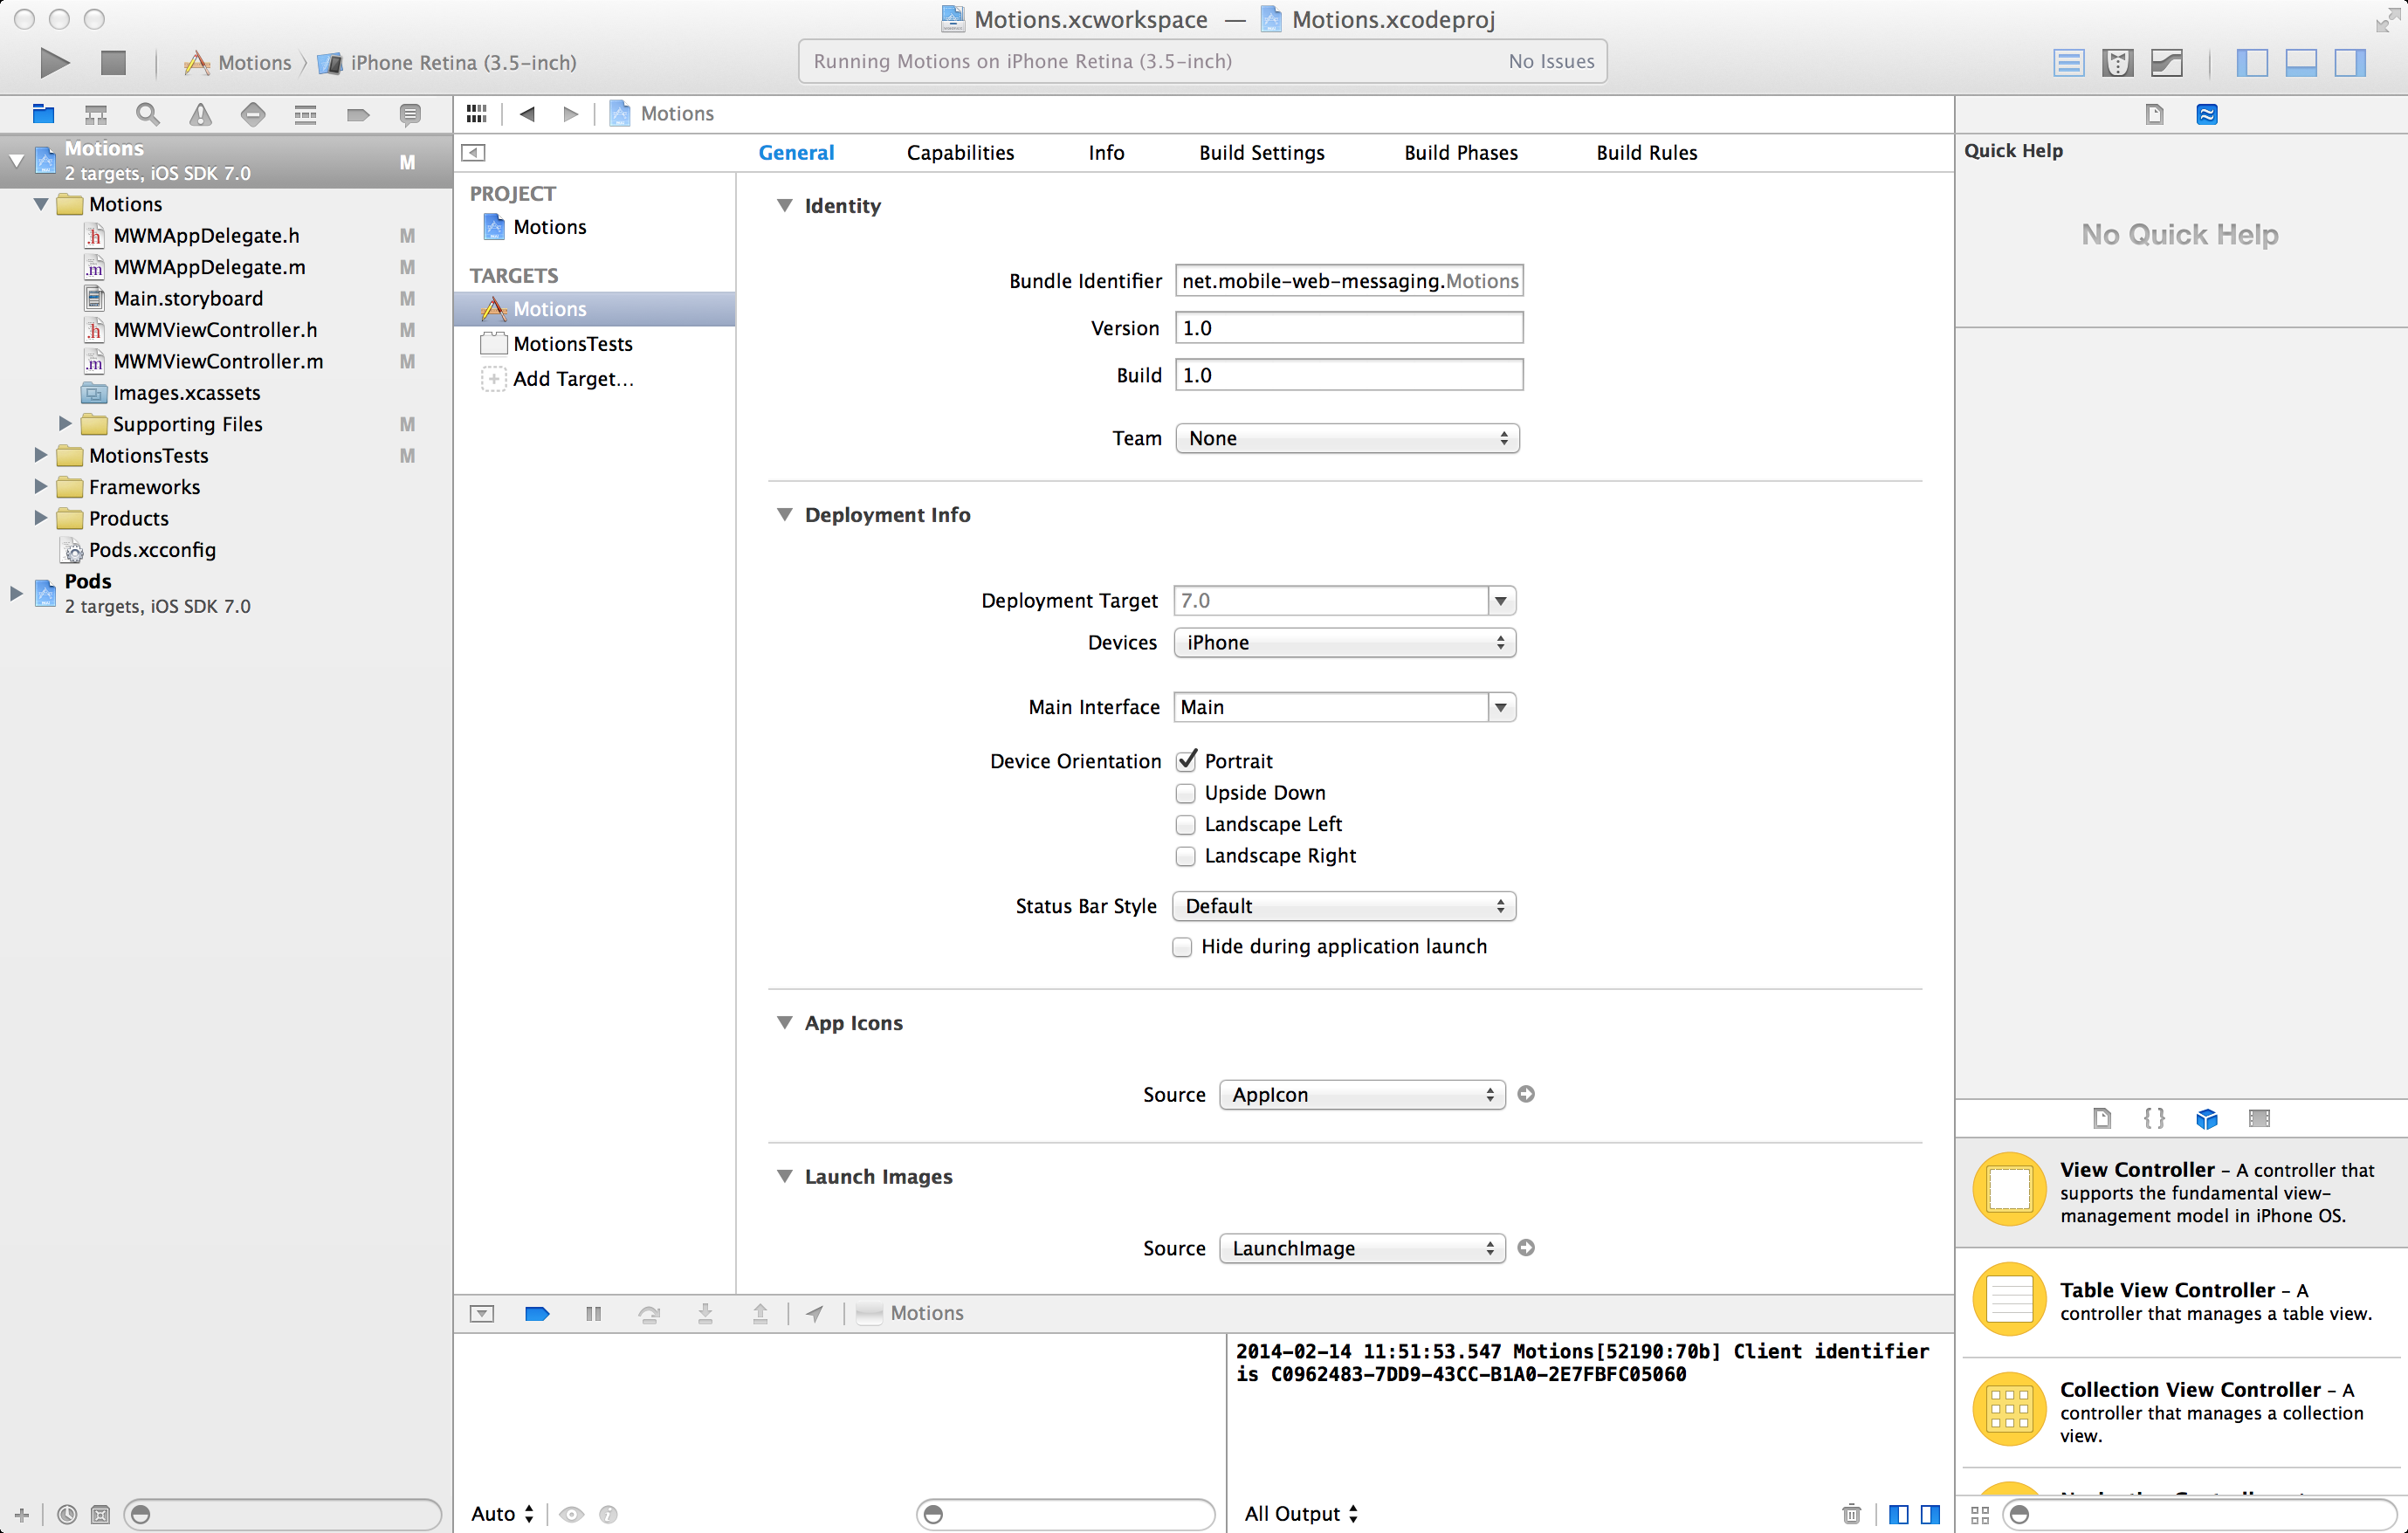 Motions.xcworkspace — Motions.xcodeproj
Motions
iPhone Retina (3.5-inch)
Running Motions on iPhone Retina (3.5-inch)
No Issues
Motions
2 targets, iOS SDK 7.0
M
Motions
MWMAppDelegate.h
M
MWMAppDelegate.m
M
Main.storyboard
M
MWMViewController.h
M
MWMViewController.m
M
Images.xcassets
Supporting Files
M
MotionsTests
M
Frameworks
Products
Pods.xcconfig
Pods
2 targets, iOS SDK 7.0
Motions
General
Capabilities
Info
Build Settings
Build Phases
Build Rules
PROJECT
Motions
TARGETS
Motions
MotionsTests
Add Target...
Identity
Bundle Identifier
net.mobile-web-messaging.Motions
Version
1.0
Build
1.0
Team
None
Deployment Info
Deployment Target
7.0
Devices
iPhone
Main Interface
Main
Device Orientation
Portrait
Upside Down
Landscape Left
Landscape Right
Status Bar Style
Default
Hide during application launch
App Icons
Source
AppIcon
Launch Images
Source
LaunchImage
Motions
2014-02-14 11:51:53.547 Motions[52190:70b] Client identifier
is C0962483-7DD9-43CC-B1A0-2E7FBFC05060
Auto
All Output
Quick Help
No Quick Help
View Controller – A controller that
supports the fundamental view-
management model in iPhone OS.
Table View Controller – A
controller that manages a table view.
Collection View Controller – A
controller that manages a collection
view.